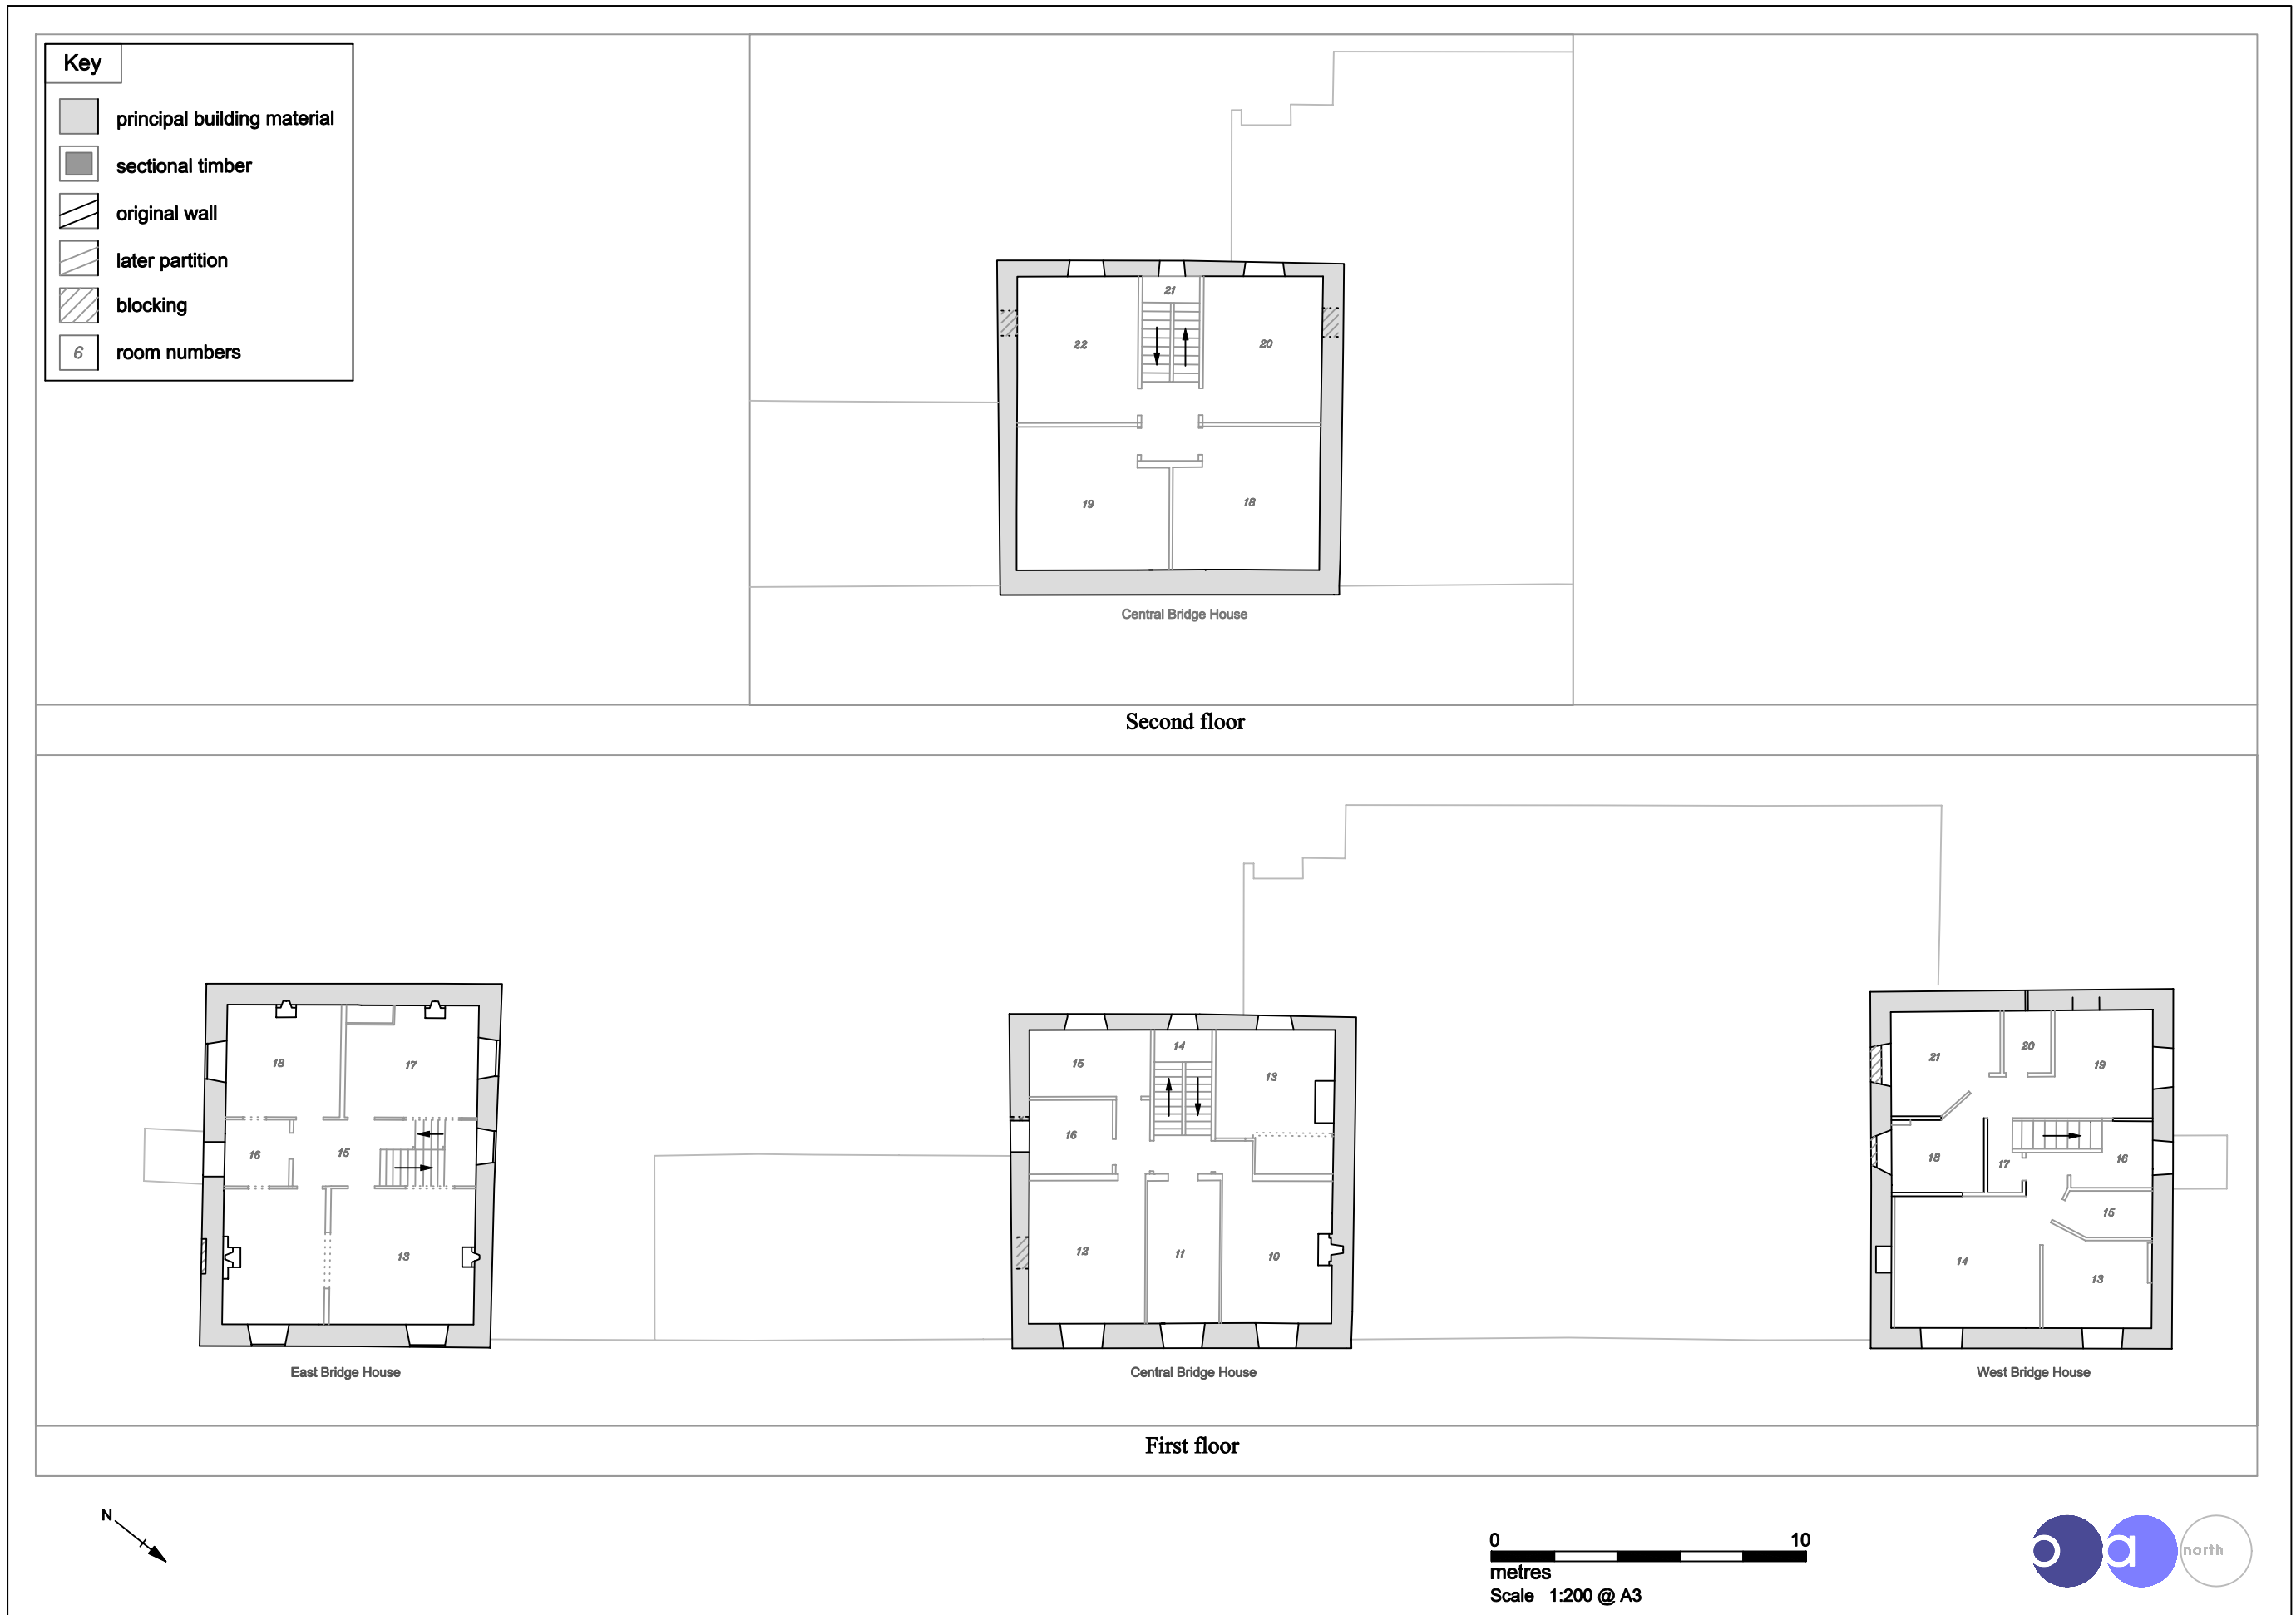 Key
principal building material
sectional timber
original wall
later partition
blocking
6 room numbers
21
22 20
19 18
Central Bridge House
Second floor
18 17
16 15
13
East Bridge House
14
15 13
16
12 11 10
Central Bridge House
21 20 19
18 17 16
15
14 13
West Bridge House
First floor
N
0 10
metres
Scale 1:200 @ A3
oa north